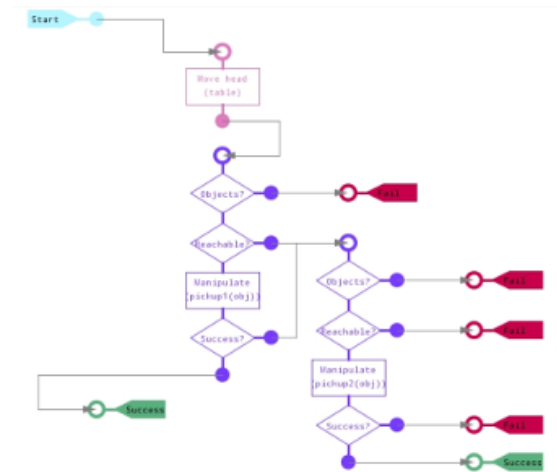 Start
Move head
(table)
Objects?
Fail
Reachable?
Manipulate
(pickup1(obj))
Success?
Success
Objects?
Fail
Reachable?
Fail
Manipulate
(pickup2(obj))
Success?
Fail
Success